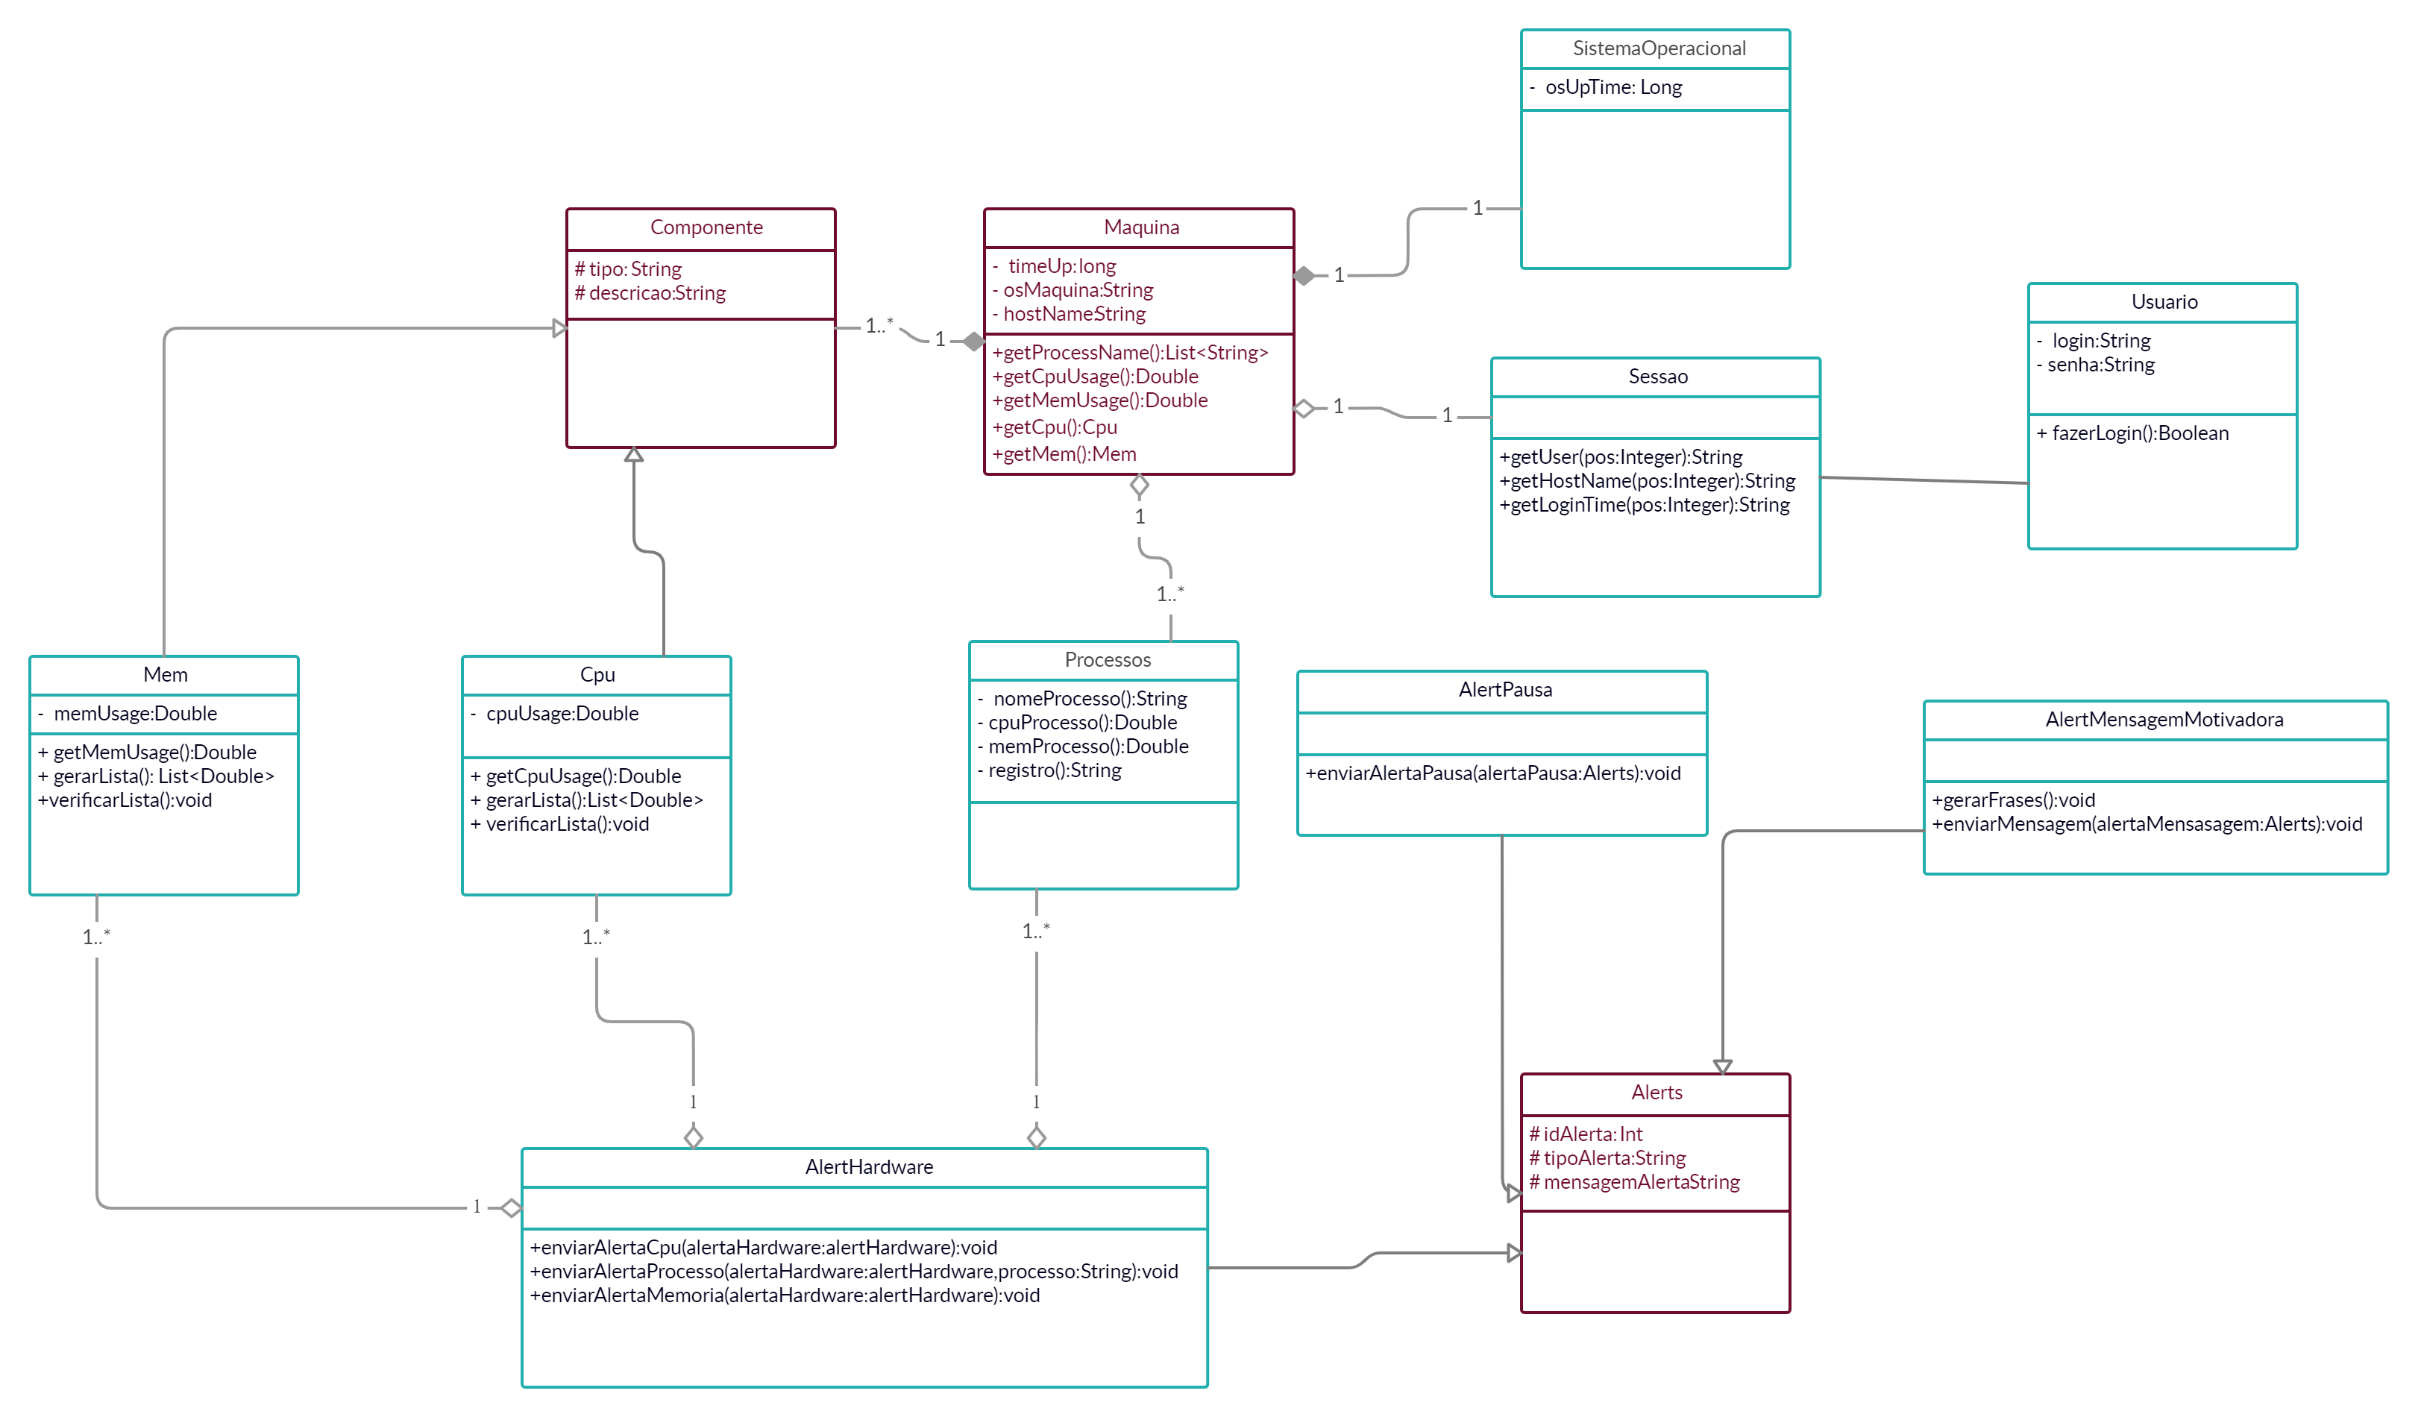 SistemaOperacional
- osUpTime: Long
1
1
Componente
# tipo: String
# descricao:String
1..*
1
Maquina
- timeUp:long
- osMaquina:String
- hostNameString
+getProcessName():List<String>
+getCpuUsage():Double
+getMemUsage():Double
+getCpu():Cpu
+getMem():Mem
1
1
Sessao
+getUser(pos:Integer):String
+getHostName(pos:Integer):String
+getLoginTime(pos:Integer):String
Usuario
- login:String
- senha:String
+ fazerLogin():Boolean
1
1..*
Mem
- memUsage:Double
+ getMemUsage():Double
+ gerarLista(): List<Double>
+verificarLista():void
Cpu
- cpuUsage:Double
+ getCpuUsage():Double
+ gerarLista():List<Double>
+ verificarLista():void
Processos
- nomeProcesso():String
- cpuProcesso():Double
- memProcesso():Double
- registro():String
AlertPausa
+enviarAlertaPausa(alertaPausa:Alerts):void
AlertMensagemMotivadora
+gerarFrases():void
+enviarMensagem(alertaMensasagem:Alerts):void
1..*
1..*
1..*
1
1
1
AlertHardware
+enviarAlertaCpu(alertaHardware:alertHardware):void
+enviarAlertaProcesso(alertaHardware:alertHardware,processo:String):void
+enviarAlertaMemoria(alertaHardware:alertHardware):void
Alerts
# idAlerta: Int
# tipoAlerta:String
# mensagemAlertaString